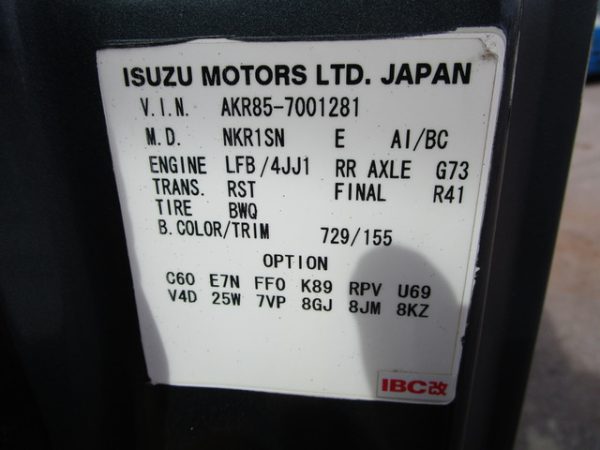 ISUZU MOTORS LTD. JAPAN
V.I.N. AKR85-7001281
M.D. NKR1SN E AI/BC
ENGINE LFB/4JJ1 RR AXLE G73
TRANS. RST FINAL R41
TIRE BWQ
B.COLOR/TRIM 729/155
OPTION
C60 E7N FF0 K89 RPV U69
V4D 25W 7VP 8GJ 8JM 8KZ
IBC改